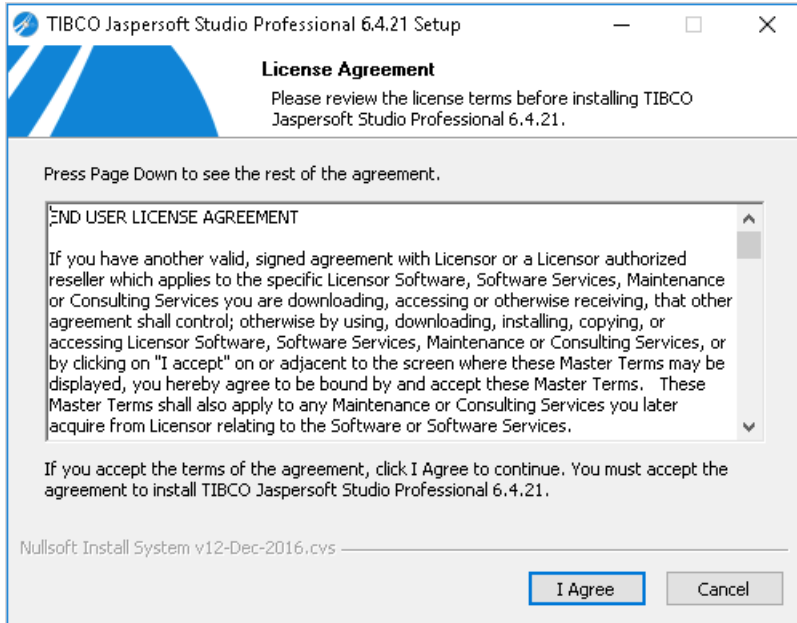 TIBCO Jaspersoft Studio Professional 6.4.21 Setup
License Agreement
Please review the license terms before installing TIBCO
Jaspersoft Studio Professional 6.4.21.
Press Page Down to see the rest of the agreement.
END USER LICENSE AGREEMENT
If you have another valid, signed agreement with Licensor or a Licensor authorized
reseller which applies to the specific Licensor Software, Software Services, Maintenance
or Consulting Services you are downloading, accessing or otherwise receiving, that other
agreement shall control; otherwise by using, downloading, installing, copying, or
accessing Licensor Software, Software Services, Maintenance or Consulting Services, or
by clicking on "I accept" on or adjacent to the screen where these Master Terms may be
displayed, you hereby agree to be bound by and accept these Master Terms.   These
Master Terms shall also apply to any Maintenance or Consulting Services you later
acquire from Licensor relating to the Software or Software Services.
If you accept the terms of the agreement, click I Agree to continue. You must accept the
agreement to install TIBCO Jaspersoft Studio Professional 6.4.21.
Nullsoft Install System v12-Dec-2016.cvs
I Agree
Cancel